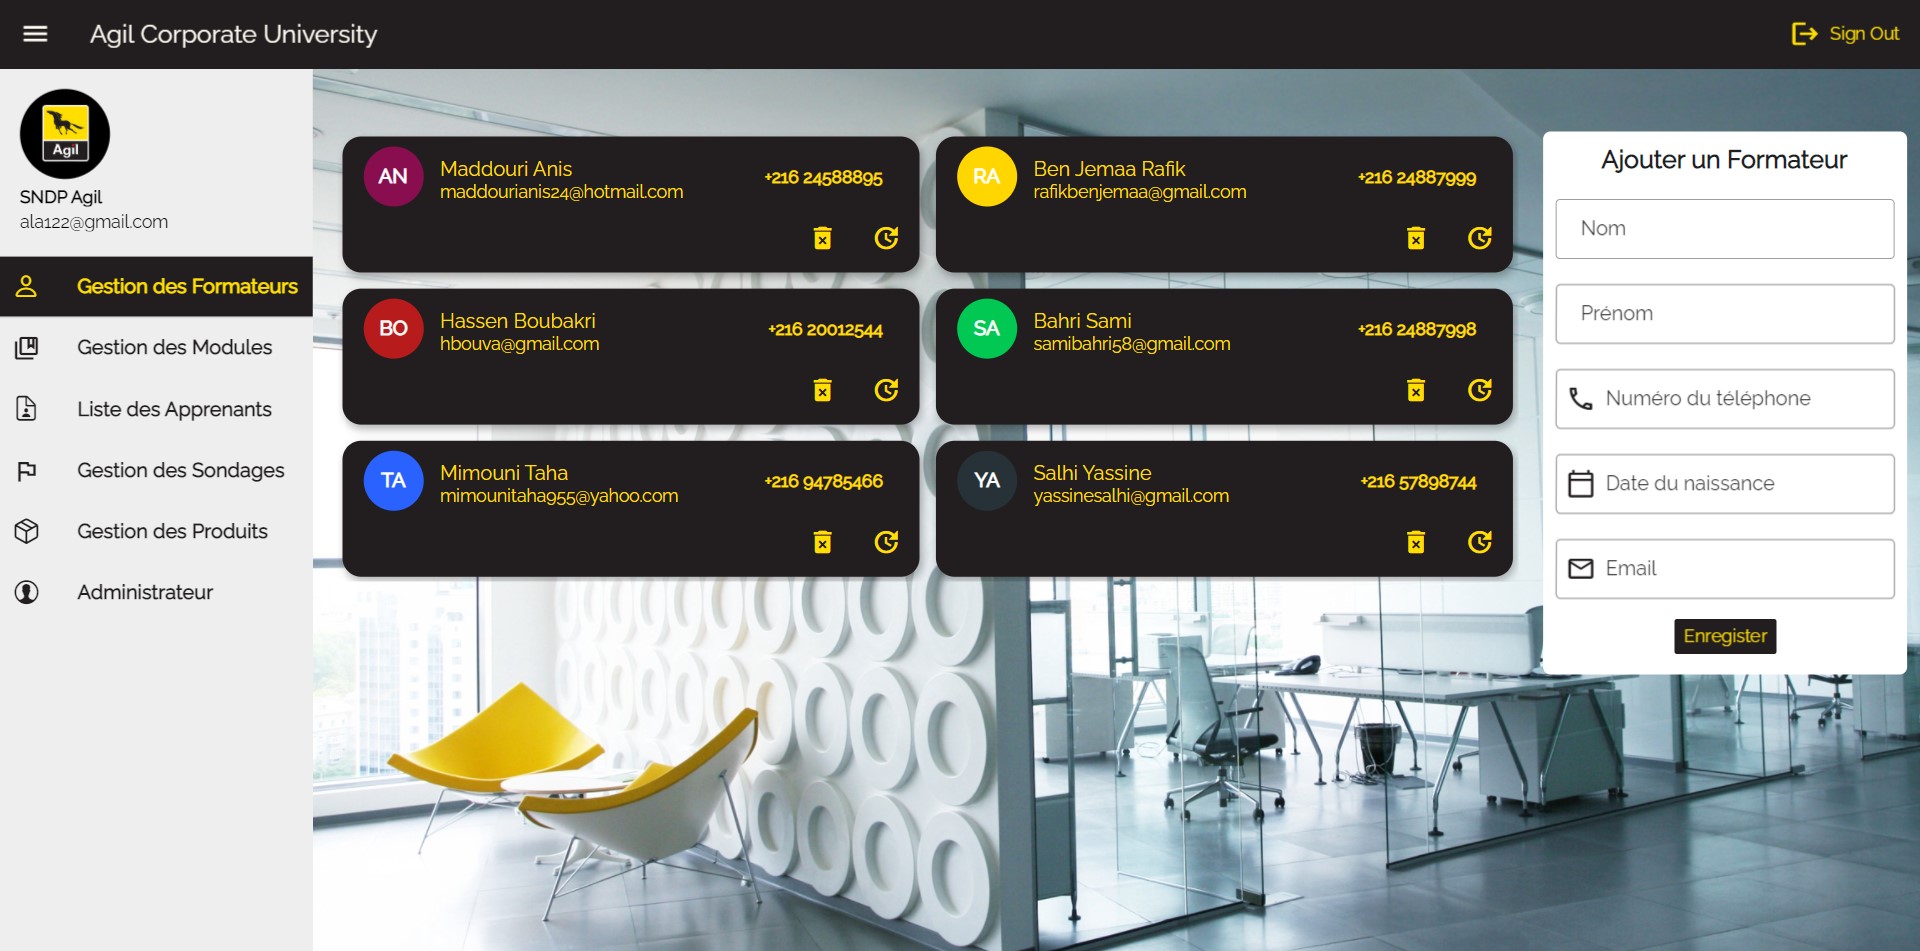 Agil Corporate University
Sign Out
Agil
SNDP Agil
ala122@gmail.com
Gestion des Formateurs
Gestion des Modules
Liste des Apprenants
Gestion des Sondages
Gestion des Produits
Administrateur
AN
Maddouri Anis
maddourianis24@hotmail.com
+216 24588895
RA
Ben Jemaa Rafik
rafikbenjemaa@gmail.com
+216 24887999
BO
Hassen Boubakri
hbouva@gmail.com
+216 20012544
SA
Bahri Sami
samibahri58@gmail.com
+216 24887998
TA
Mimouni Taha
mimounitaha955@yahoo.com
+216 94785466
YA
Salhi Yassine
yassinesalhi@gmail.com
+216 57898744
Ajouter un Formateur
Nom
Prénom
Numéro du téléphone
Date du naissance
Email
Enregister